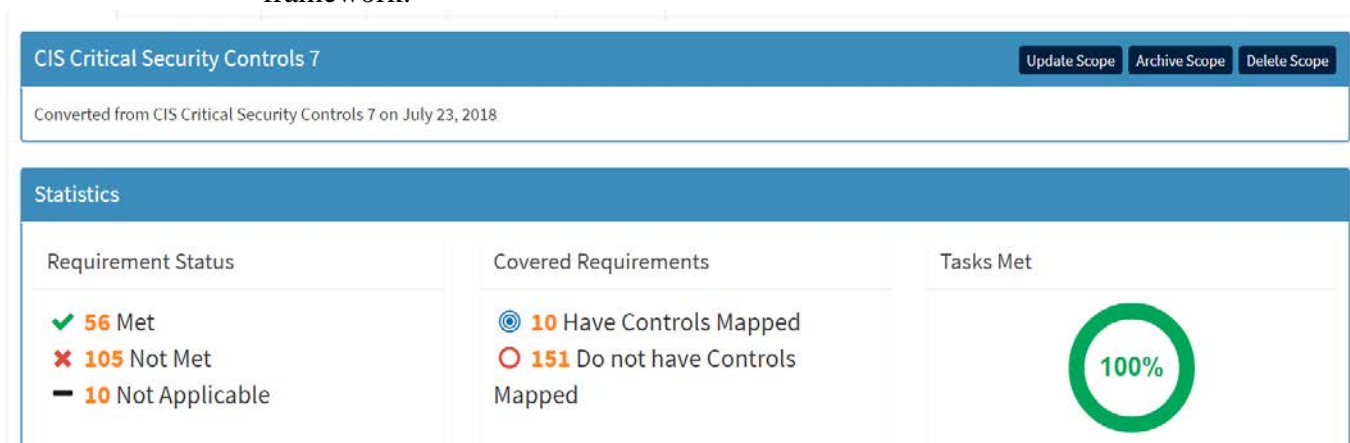 framework.
CIS Critical Security Controls 7
Update Scope
Archive Scope
Delete Scope
Converted from CIS Critical Security Controls 7 on July 23, 2018
Statistics
Requirement Status
Covered Requirements
Tasks Met
56 Met
105 Not Met
10 Not Applicable
10 Have Controls Mapped
151 Do not have Controls
Mapped
100%